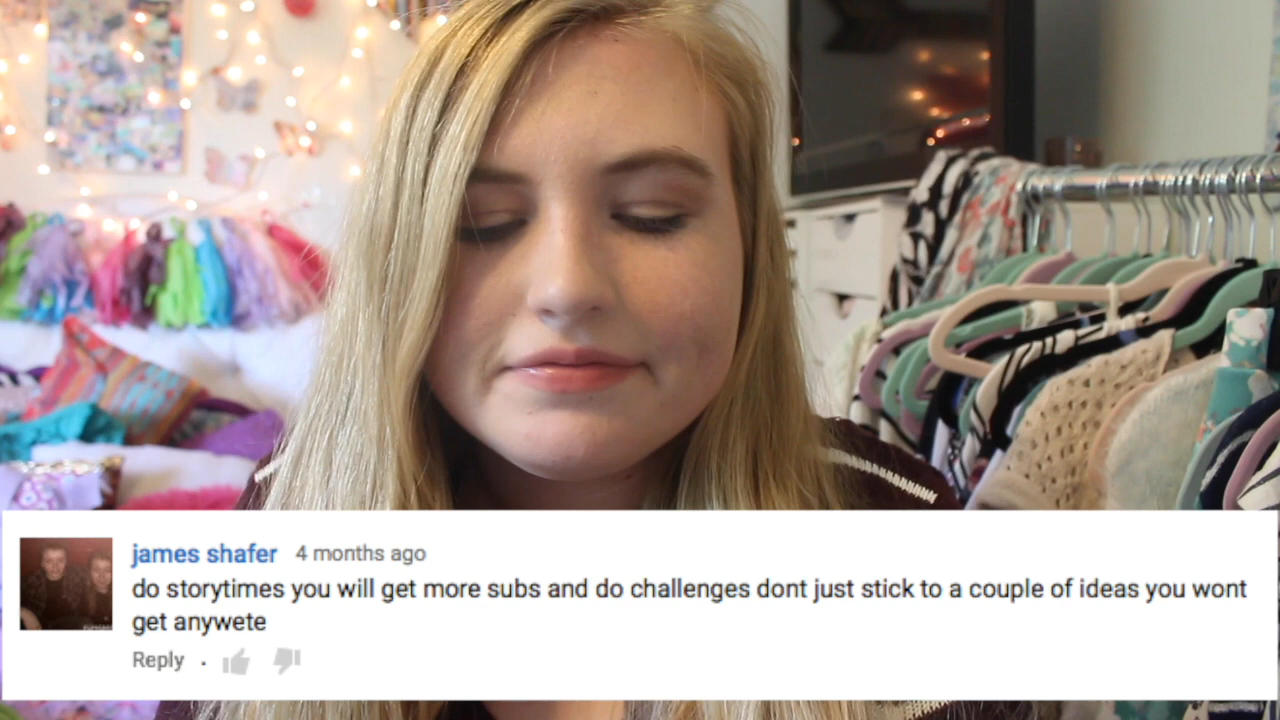 james shafer 4 months ago
do storytimes you will get more subs and do challenges dont just stick to a couple of ideas you wont
get anywete
Reply .